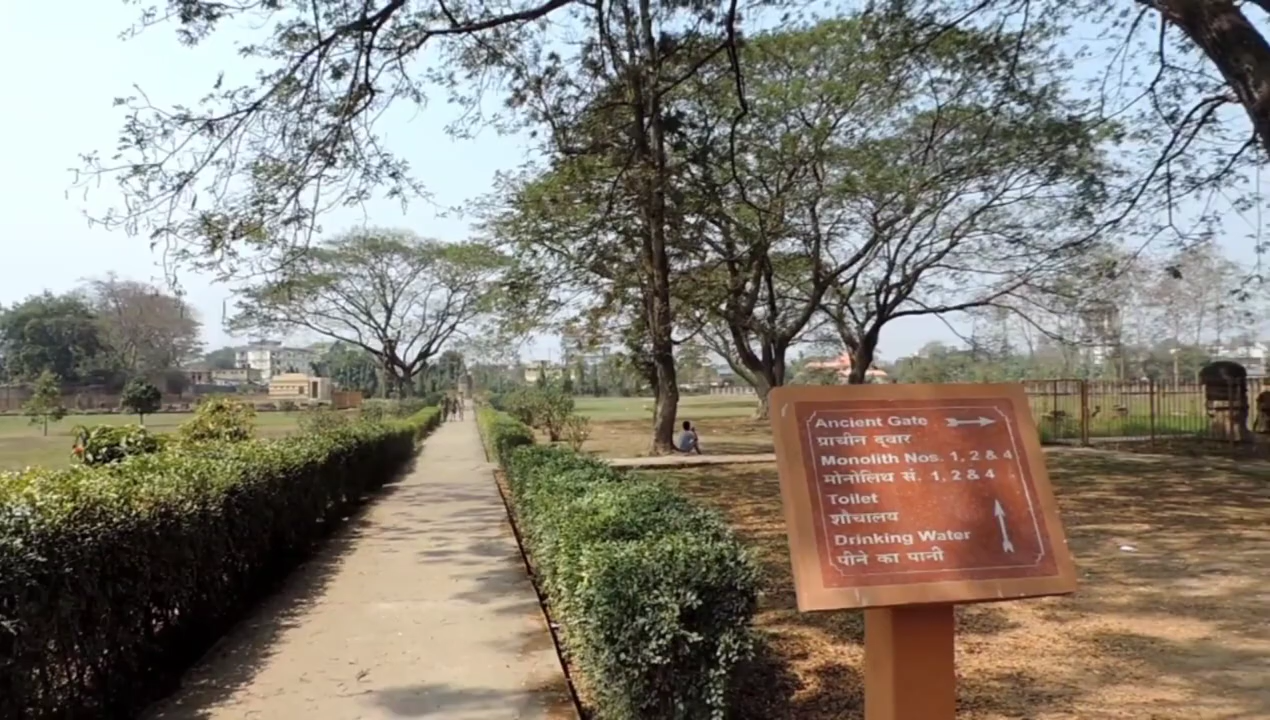 Ancient Gate
प्राचीन द्वार
Monolith Nos. 1, 2 & 4
मोनोलिथ सं. 1, 2 & 4
Toilet
शौचालय
Drinking Water
पीने का पानी